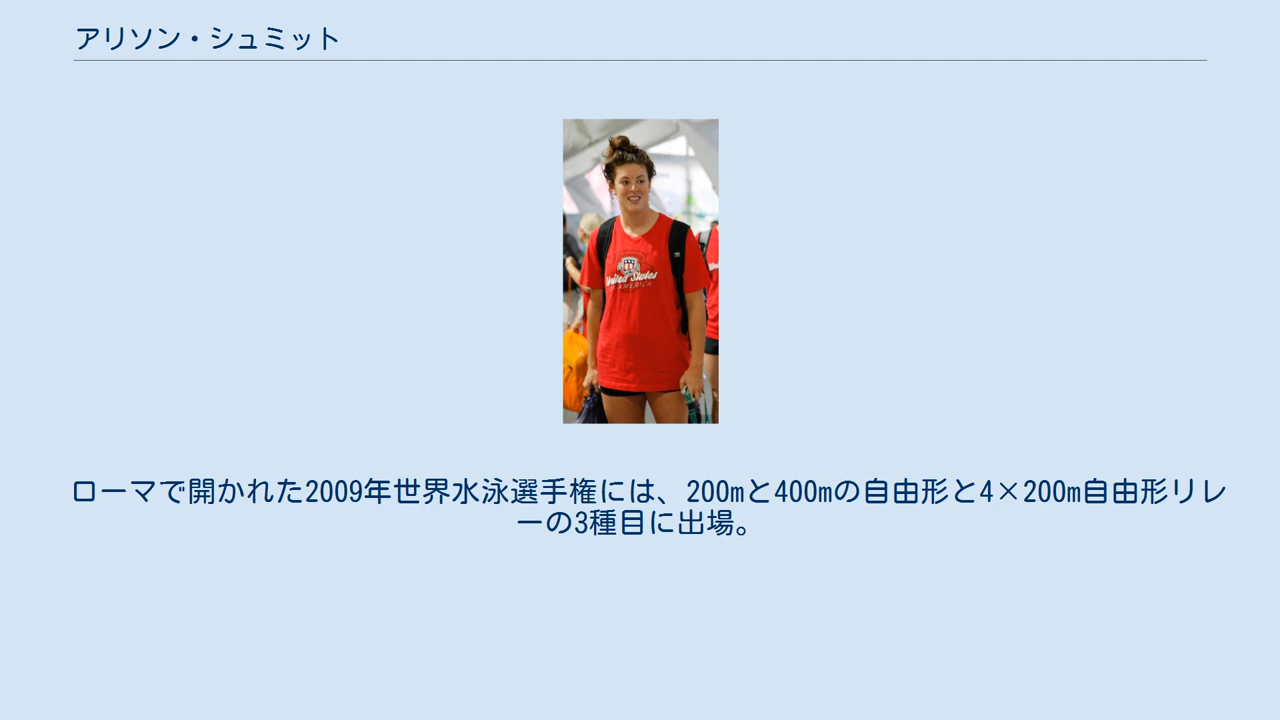 アリソン・シュミット
United States
AMERICA
ローマで開かれた2009年世界水泳選手権には、200mと400mの自由形と4×200m自由形リレ
ーの3種目に出場。